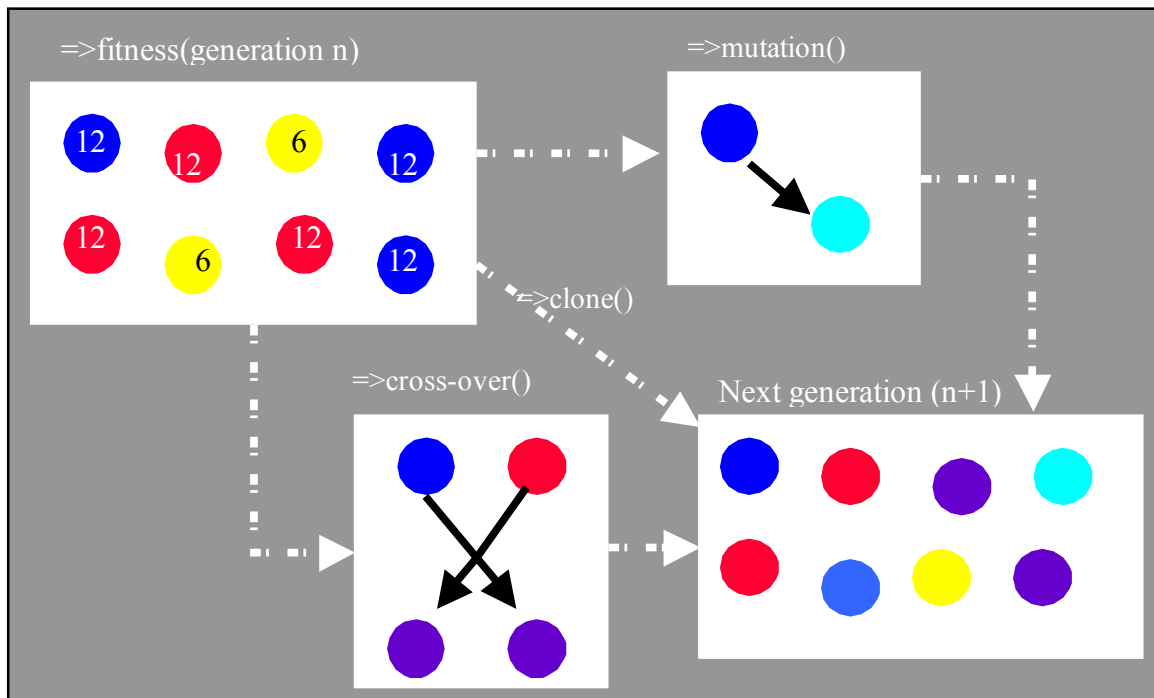 =>fitness(generation n)
=>mutation()
12 12 6 12
12 6 12 12
=>clone()
=>cross-over()
Next generation (n+1)